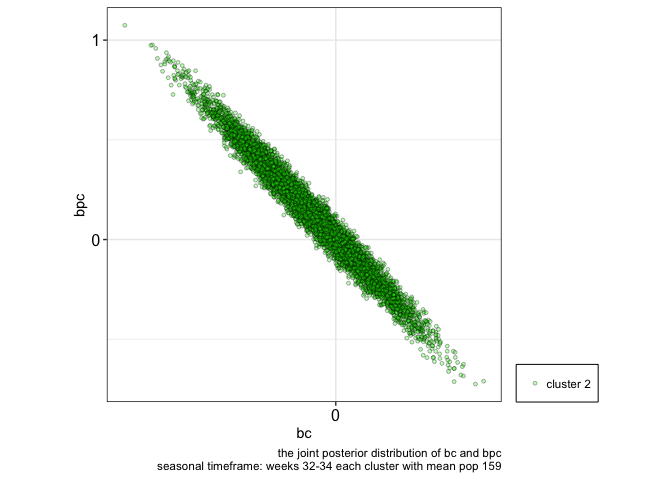 1
bpc
0
0
bc
cluster 2
the joint posterior distribution of bc and bpc
seasonal timeframe: weeks 32-34 each cluster with mean pop 159